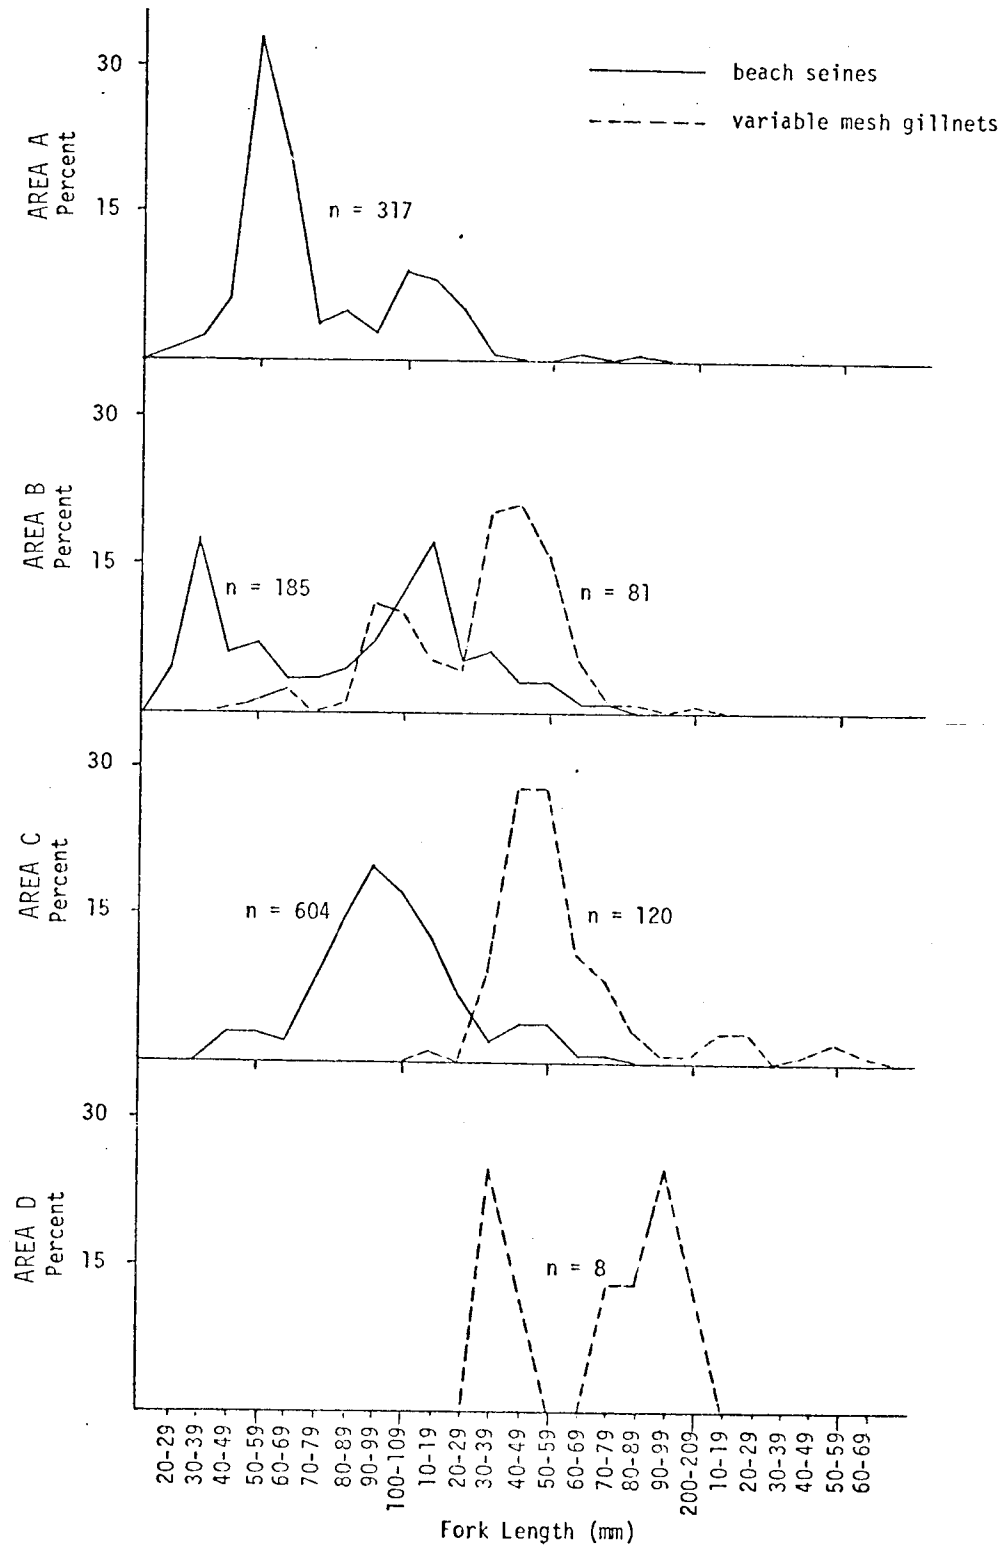 beach seines
variable mesh gillnets
AREA A
Percent
30
15
n = 317
AREA B
Percent
30
15
n = 185
n = 81
AREA C
Percent
30
15
n = 604
n = 120
AREA D
Percent
30
15
n = 8
20-29
30-39
40-49
50-59
60-69
70-79
80-89
90-99
100-109
10-19
20-29
30-39
40-49
50-59
60-69
70-79
80-89
90-99
200-209
10-19
20-29
30-39
40-49
50-59
60-69
Fork Length (mm)